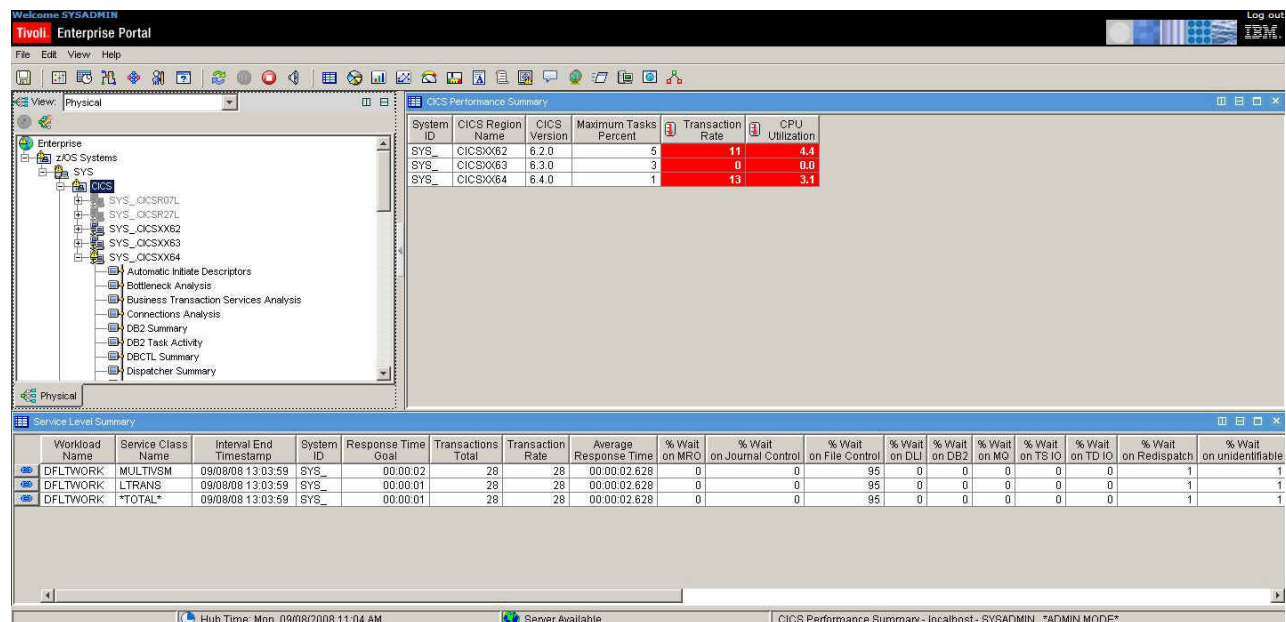 Welcome SYSADMIN
Log out
Tivoli. Enterprise Portal
IBM.
File Edit View Help
View: Physical
CICS Performance Summary
Enterprise
z/OS Systems
SYS
CICS
SYS_CICSR07L
SYS_CICSR27L
SYS_CICSXX62
SYS_CICSXX63
SYS_CICSXX64
Automatic Initiate Descriptors
Bottleneck Analysis
Business Transaction Services Analysis
Connections Analysis
DB2 Summary
DB2 Task Activity
DBCTL Summary
Dispatcher Summary
Physical
System ID CICS Region Name CICS Version Maximum Tasks Percent Transaction Rate CPU Utilization
SYS_ CICSXX62 6.2.0 5 11 4.4
SYS_ CICSXX63 6.3.0 3 0 0.0
SYS_ CICSXX64 6.4.0 1 13 3.1
Service Level Summary
Workload Name Service Class Name Interval End Timestamp System ID Response Time Goal Transactions Total Transaction Rate Average Response Time % Wait on MRO % Wait on Journal Control % Wait on File Control % Wait on DLI % Wait on DB2 % Wait on MQ % Wait on TS IO % Wait on TD IO % Wait on Redispatch % Wait on unidentifiable
DFLTWORK MULTIVSM 09/08/08 13:03:59 SYS_ 00:00:02 28 28 00:00:02.628 0 0 95 0 0 0 0 0 1 1
DFLTWORK LTRANS 09/08/08 13:03:59 SYS_ 00:00:01 28 28 00:00:02.628 0 0 95 0 0 0 0 0 1 1
DFLTWORK *TOTAL* 09/08/08 13:03:59 SYS_ 00:00:01 28 28 00:00:02.628 0 0 95 0 0 0 0 0 1 1
Hub Time: Mon, 09/08/2008 11:04 AM
Server Available
CICS Performance Summary - localhost - SYSADMIN *ADMIN MODE*